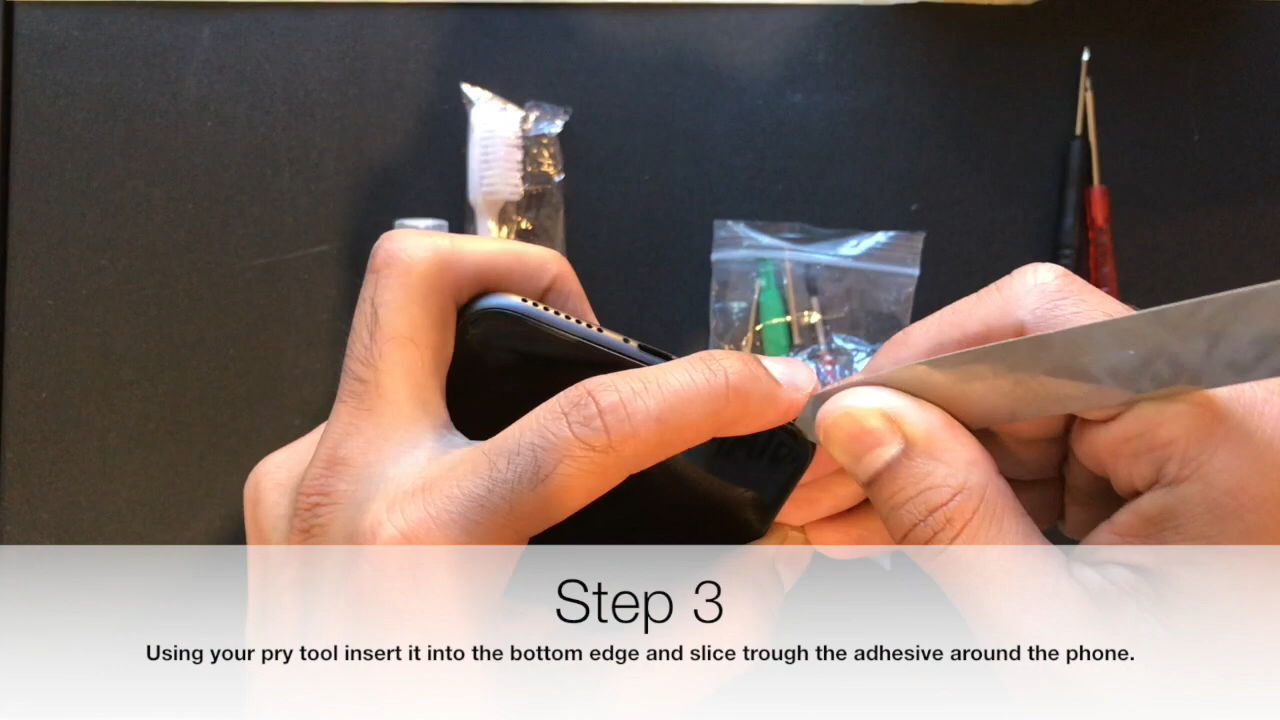 Step 3
Using your pry tool insert it into the bottom edge and slice trough the adhesive around the phone.